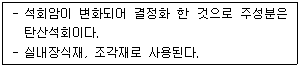 - 석회암이 변화되어 결정화 한 것으로 주성분은
탄산석회이다.
- 실내장식재, 조각재로 사용된다.